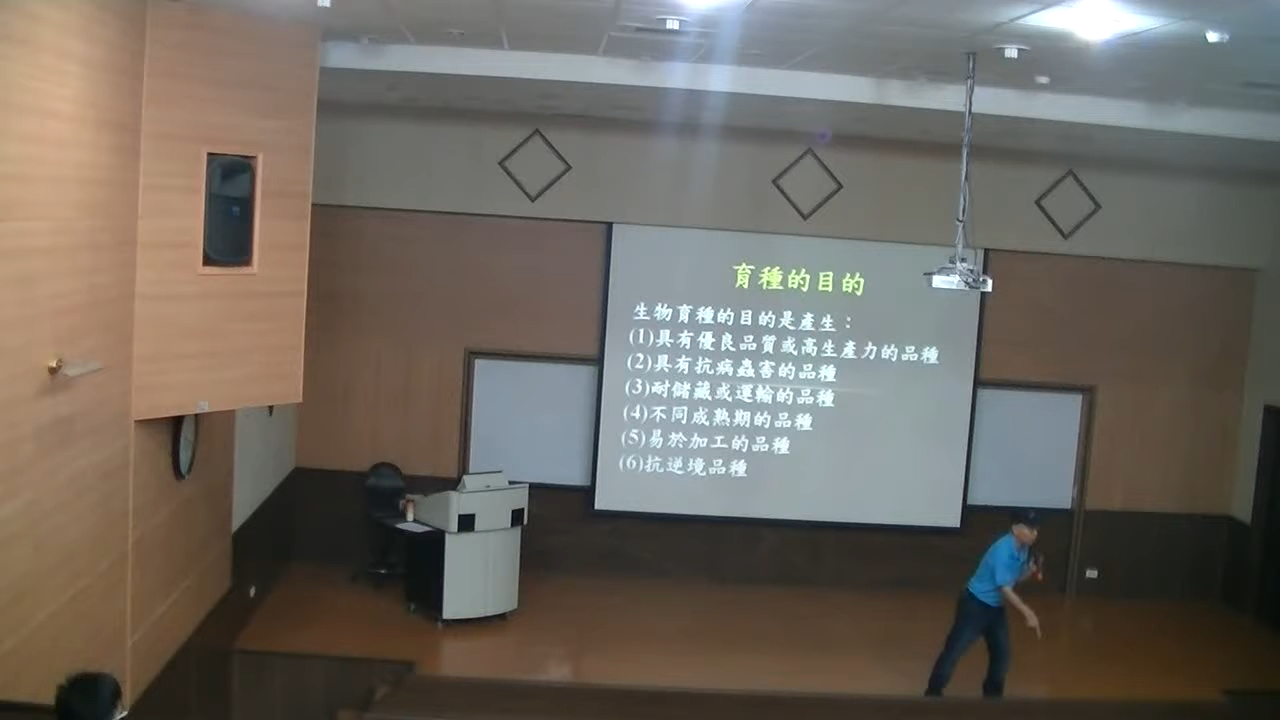 育種的目的
生物育種的目的是產生：
(1)具有優良品質或高生產力的品種
(2)具有抗病蟲害的品種
(3)耐儲藏或運輸的品種
(4)不同成熟期的品種
(5)易於加工的品種
(6)抗逆境品種